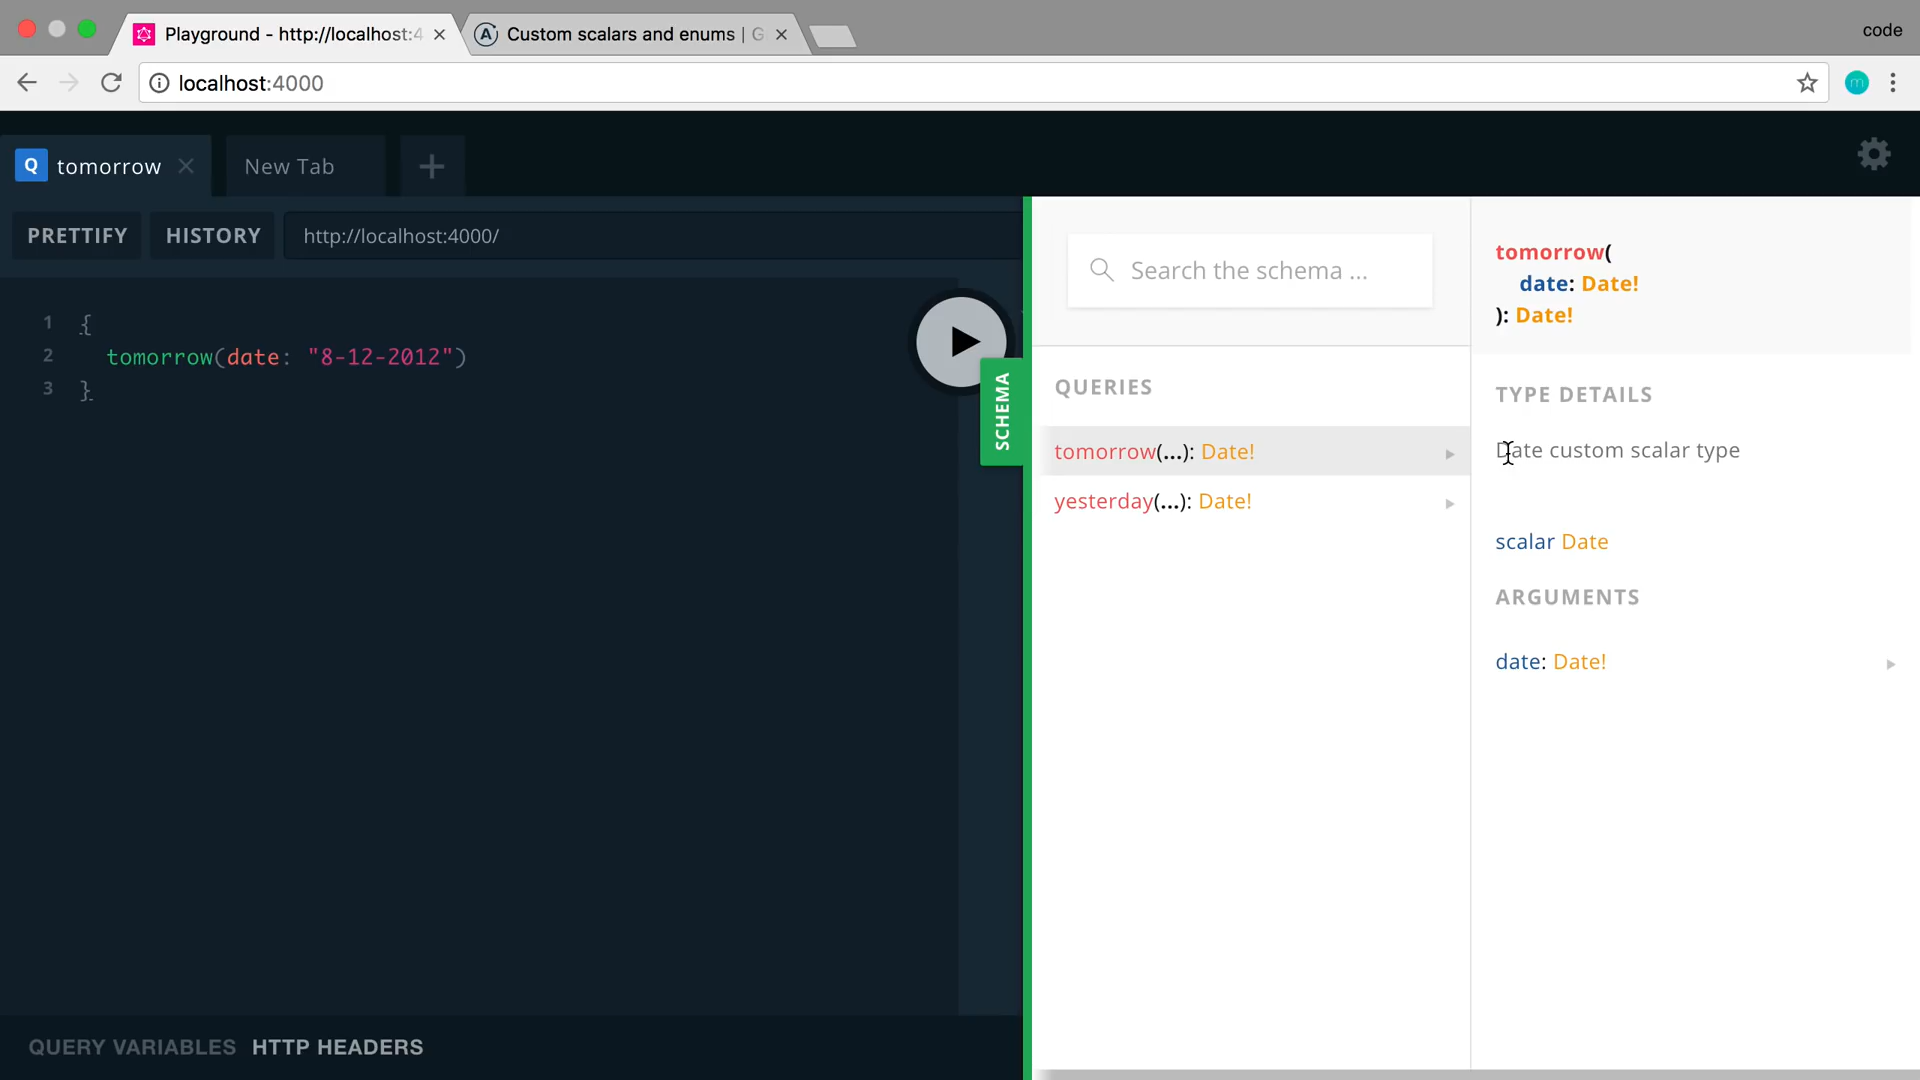 Playground - http://localhost:4
Custom scalars and enums | G
code
localhost:4000
Q tomorrow
New Tab
PRETTIFY
HISTORY
http://localhost:4000/
1 {
2 tomorrow(date: "8-12-2012")
3 }
SCHEMA
Search the schema ...
QUERIES
tomorrow(...): Date!
yesterday(...): Date!
tomorrow(
date: Date!
): Date!
TYPE DETAILS
Date custom scalar type
scalar Date
ARGUMENTS
date: Date!
QUERY VARIABLES HTTP HEADERS